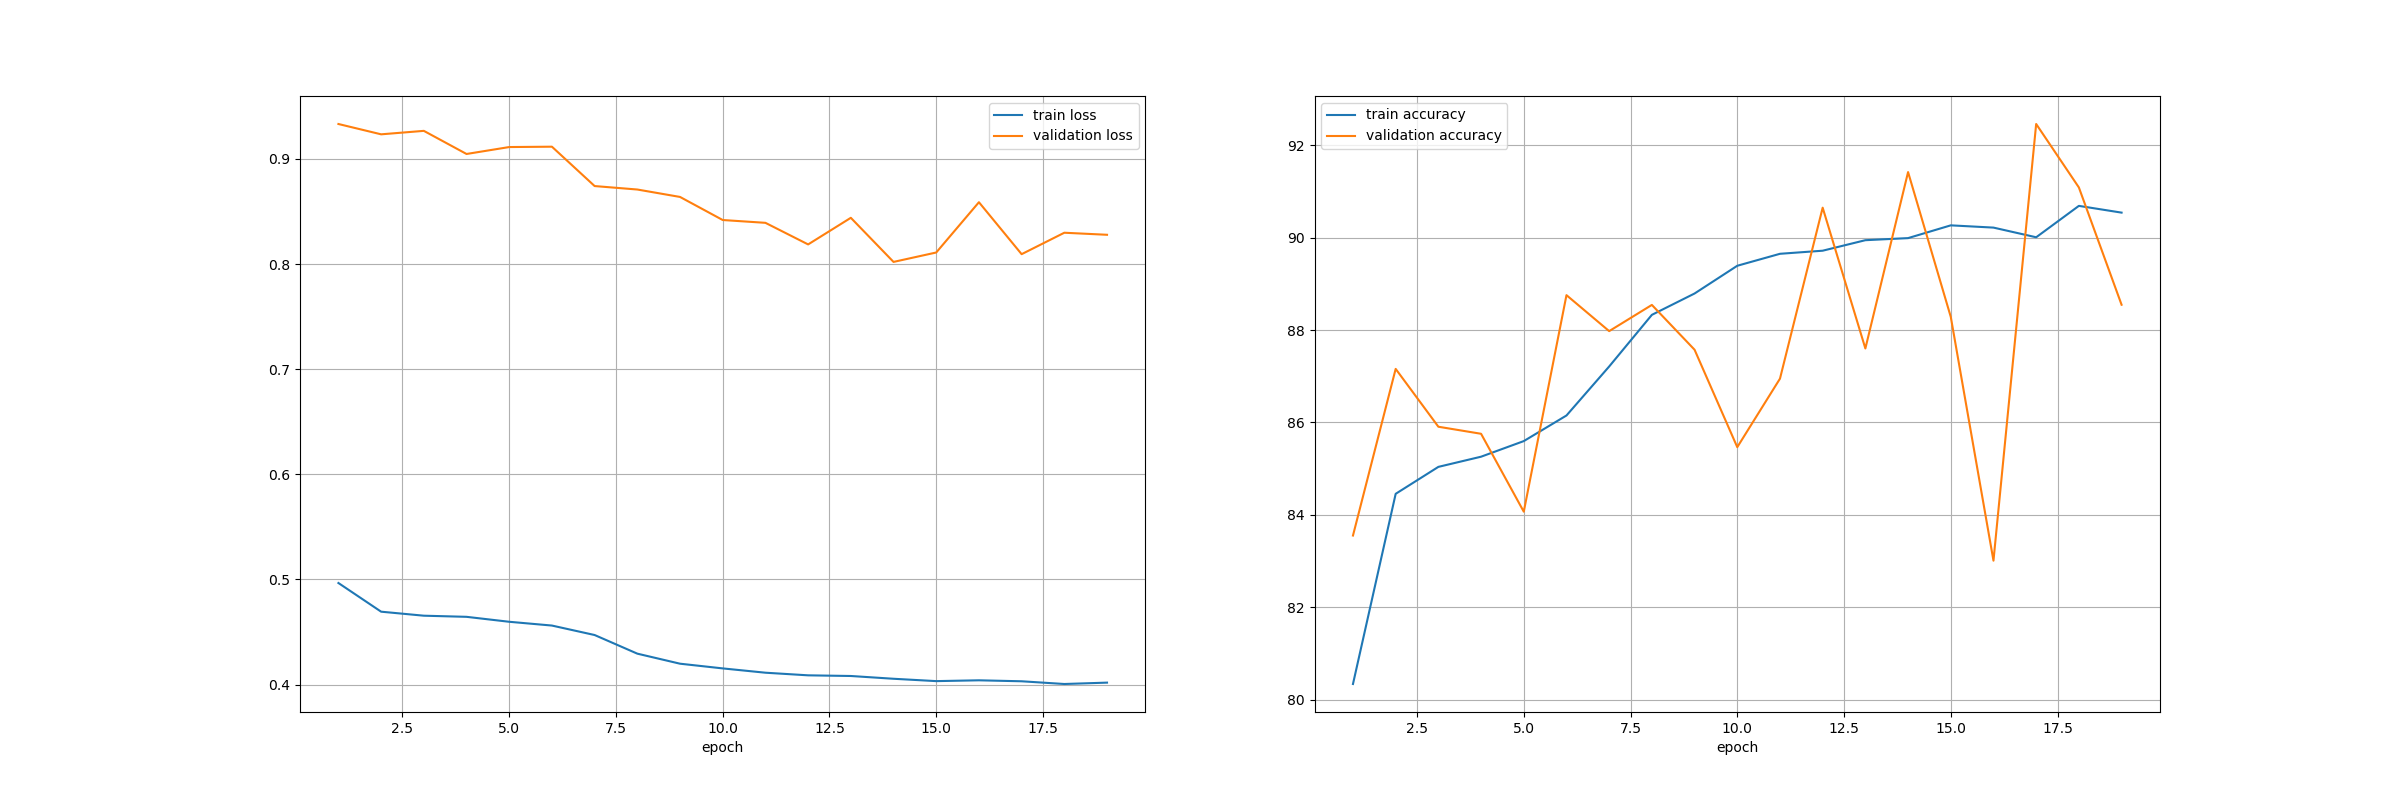 train loss
validation loss
0.9
0.8
0.7
0.6
0.5
0.4
2.5 5.0 7.5 10.0 12.5 15.0 17.5
epoch
train accuracy
validation accuracy
92
90
88
86
84
82
80
2.5 5.0 7.5 10.0 12.5 15.0 17.5
epoch